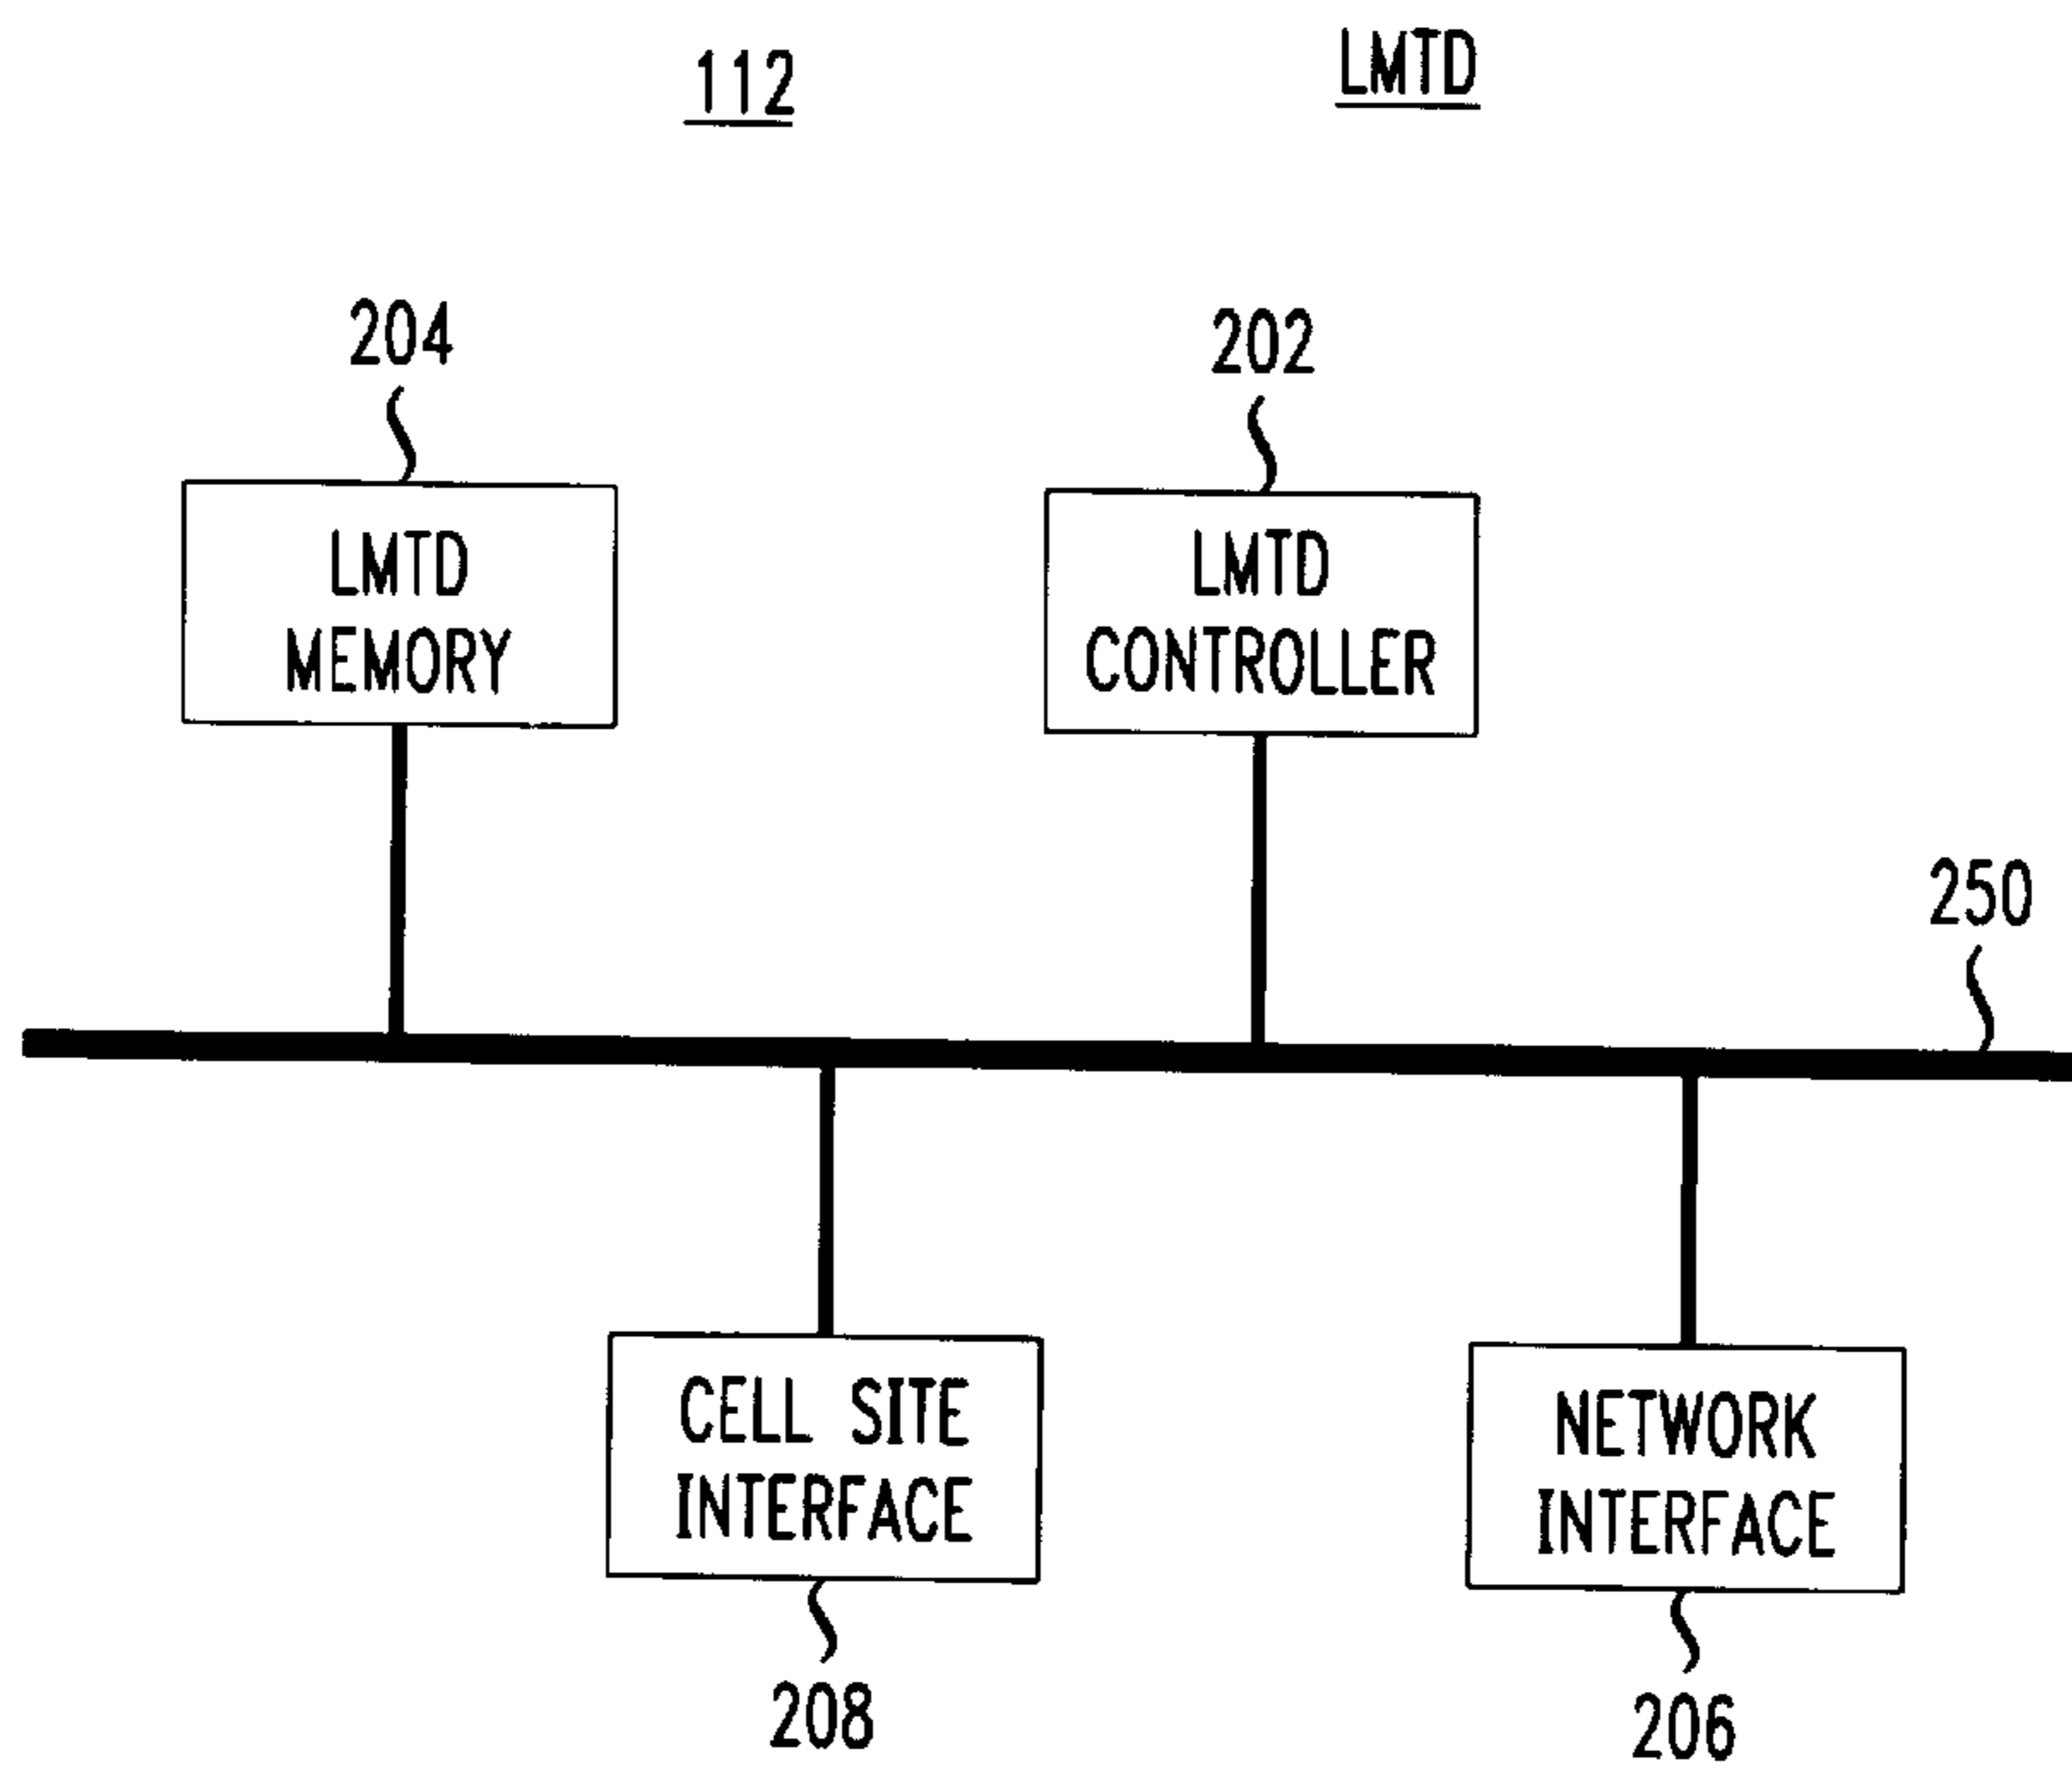 112
LMTD
204
202
LMTD
MEMORY
LMTD
CONTROLLER
250
CELL SITE
INTERFACE
NETWORK
INTERFACE
208
206